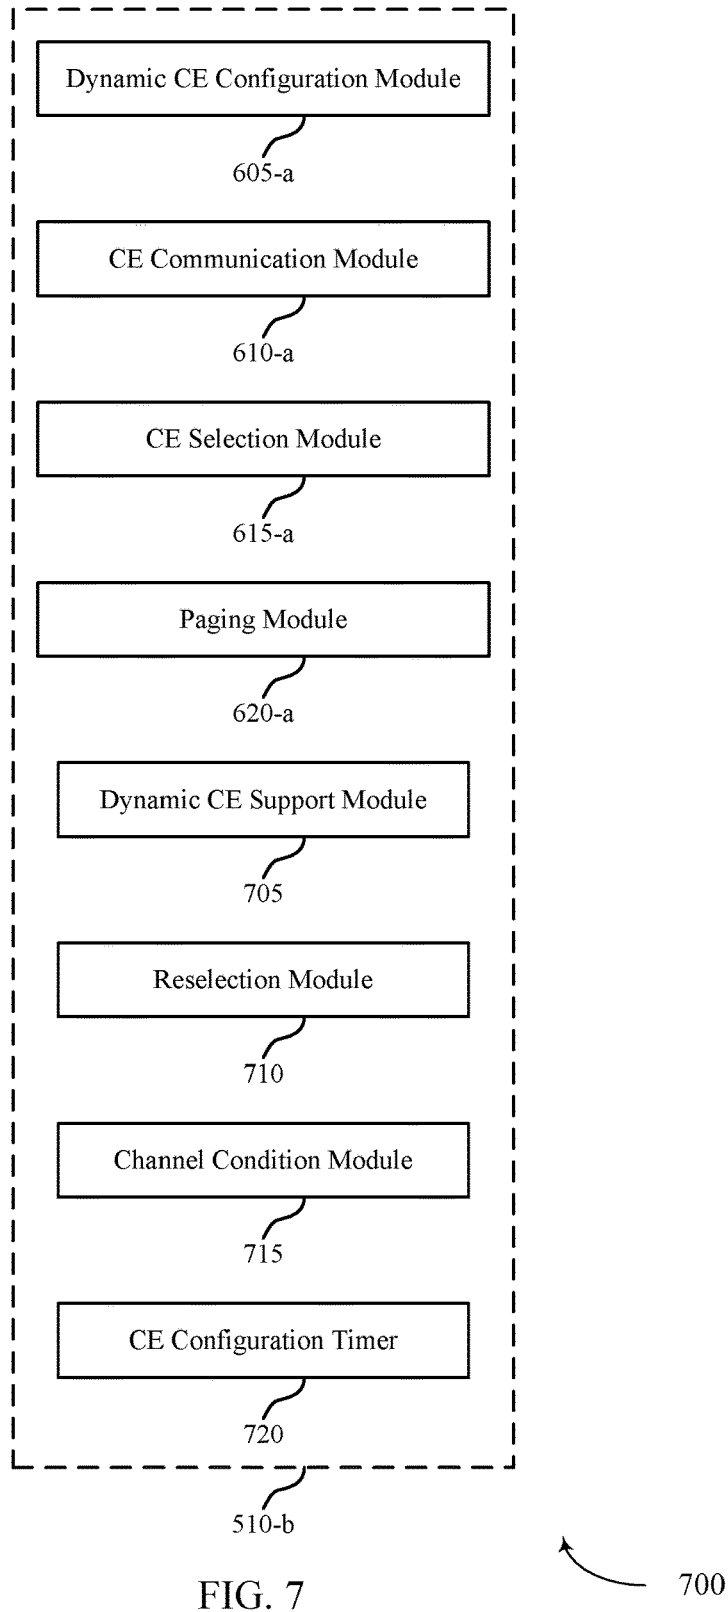 Dynamic CE Configuration Module
605-a
CE Communication Module
610-a
CE Selection Module
615-a
Paging Module
620-a
Dynamic CE Support Module
705
Reselection Module
710
Channel Condition Module
715
CE Configuration Timer
720
510-b
700
FIG. 7